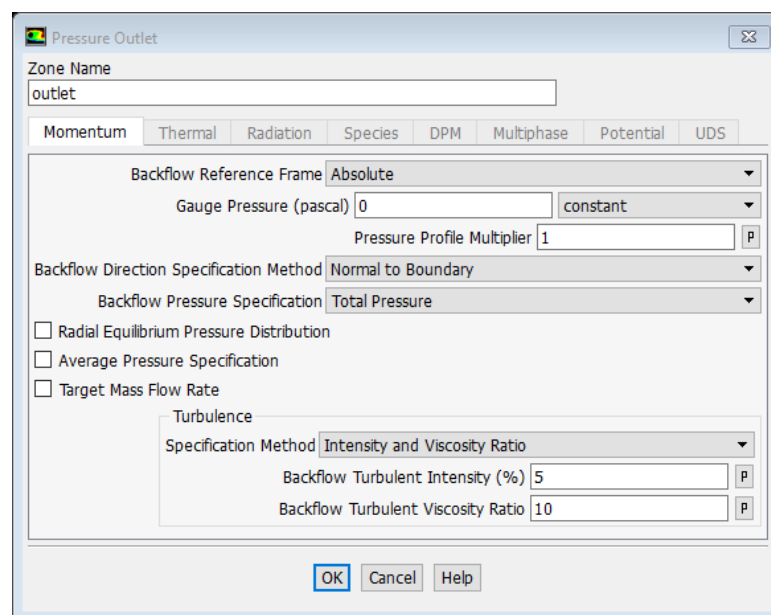 Pressure Outlet
Zone Name
outlet
Momentum Thermal Radiation Species DPM Multiphase Potential UDS
Backflow Reference Frame Absolute
Gauge Pressure (pascal) 0 constant
Pressure Profile Multiplier 1 P
Backflow Direction Specification Method Normal to Boundary
Backflow Pressure Specification Total Pressure
Radial Equilibrium Pressure Distribution
Average Pressure Specification
Target Mass Flow Rate
Turbulence
Specification Method Intensity and Viscosity Ratio
Backflow Turbulent Intensity (%) 5 P
Backflow Turbulent Viscosity Ratio 10 P
OK Cancel Help